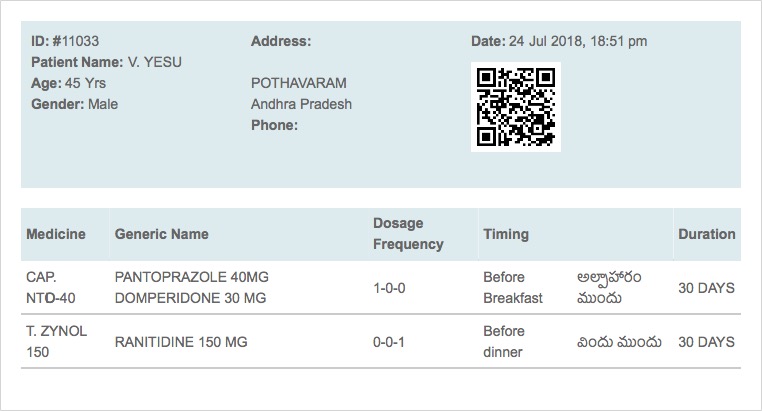 ID: #11033
Patient Name: V. YESU
Age: 45 Yrs
Gender: Male
Address:
POTHAVARAM
Andhra Pradesh
Phone:
Date: 24 Jul 2018, 18:51 pm
Medicine Generic Name Dosage Frequency Timing Duration
CAP. NTD-40 PANTOPRAZOLE 40MG DOMPERIDONE 30 MG 1-0-0 Before Breakfast అల్పాహారం ముందు 30 DAYS
T. ZYNOL 150 RANITIDINE 150 MG 0-0-1 Before dinner విందు ముందు 30 DAYS